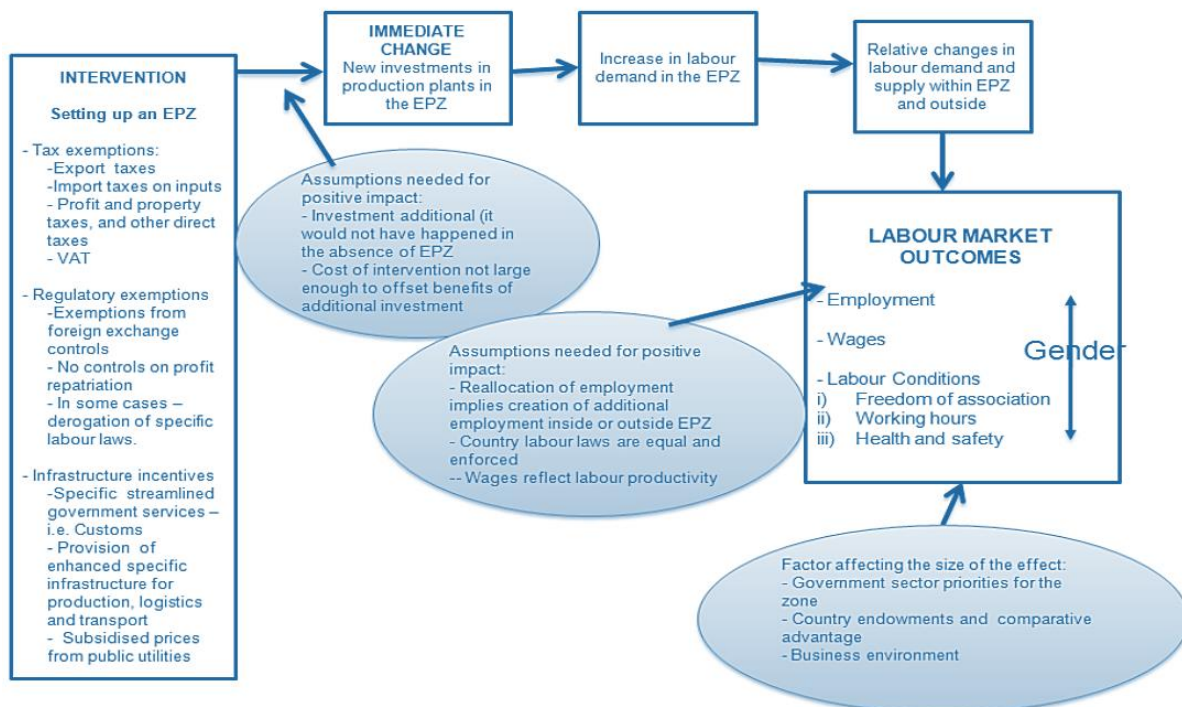 INTERVENTION
Setting up an EPZ
- Tax exemptions:
-Export taxes
-Import taxes on inputs
- Profit and property
taxes, and other direct
taxes
- VAT
- Regulatory exemptions
- Exemptions from
foreign exchange
controls
- No controls on profit
repatriation
- In some cases –
derogation of specific
labour laws.
- Infrastructure incentives
-Specific streamlined
government services –
i.e. Customs
- Provision of
enhanced specific
infrastructure for
production, logistics
and transport
- Subsidised prices
from public utilities
IMMEDIATE
CHANGE
New investments in
production plants in
the EPZ
Increase in labour
demand in the EPZ
Relative changes in
labour demand and
supply within EPZ
and outside
Assumptions needed for
positive impact:
- Investment additional (it
would not have happened in
the absence of EPZ
- Cost of intervention not large
enough to offset benefits of
additional investment
Assumptions needed for positive
impact:
- Reallocation of employment
implies creation of additional
employment inside or outside EPZ
- Country labour laws are equal and
enforced
-- Wages reflect labour productivity
LABOUR MARKET
OUTCOMES
- Employment
- Wages
- Labour Conditions
i) Freedom of association
ii) Working hours
iii) Health and safety
Gender
Factor affecting the size of the effect:
- Government sector priorities for the
zone
- Country endowments and comparative
advantage
- Business environment